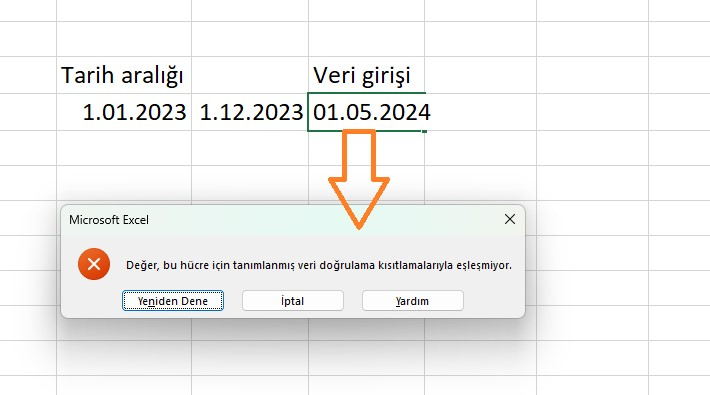 Tarih aralığı Veri girişi
1.01.2023 1.12.2023 01.05.2024
Microsoft Excel
Değer, bu hücre için tanımlanmış veri doğrulama kısıtlamalarıyla eşleşmiyor.
Yeniden Dene İptal Yardım